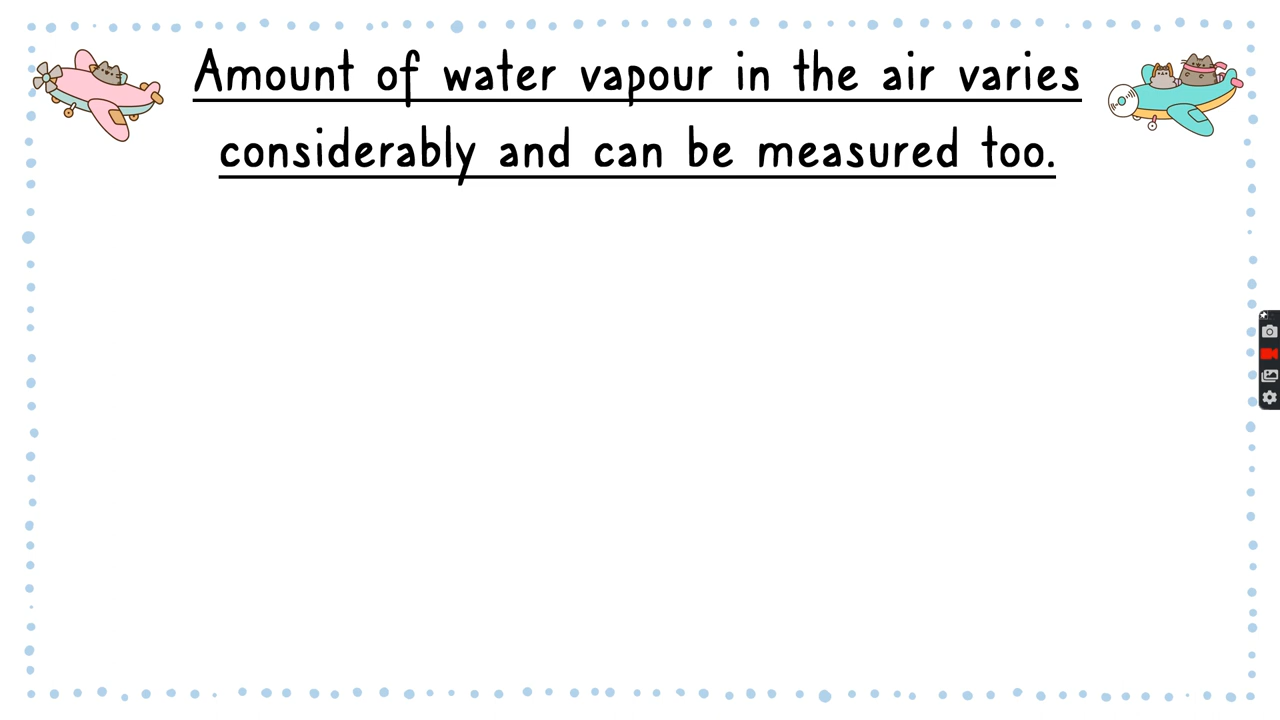 Amount of water vapour in the air varies
considerably and can be measured too.